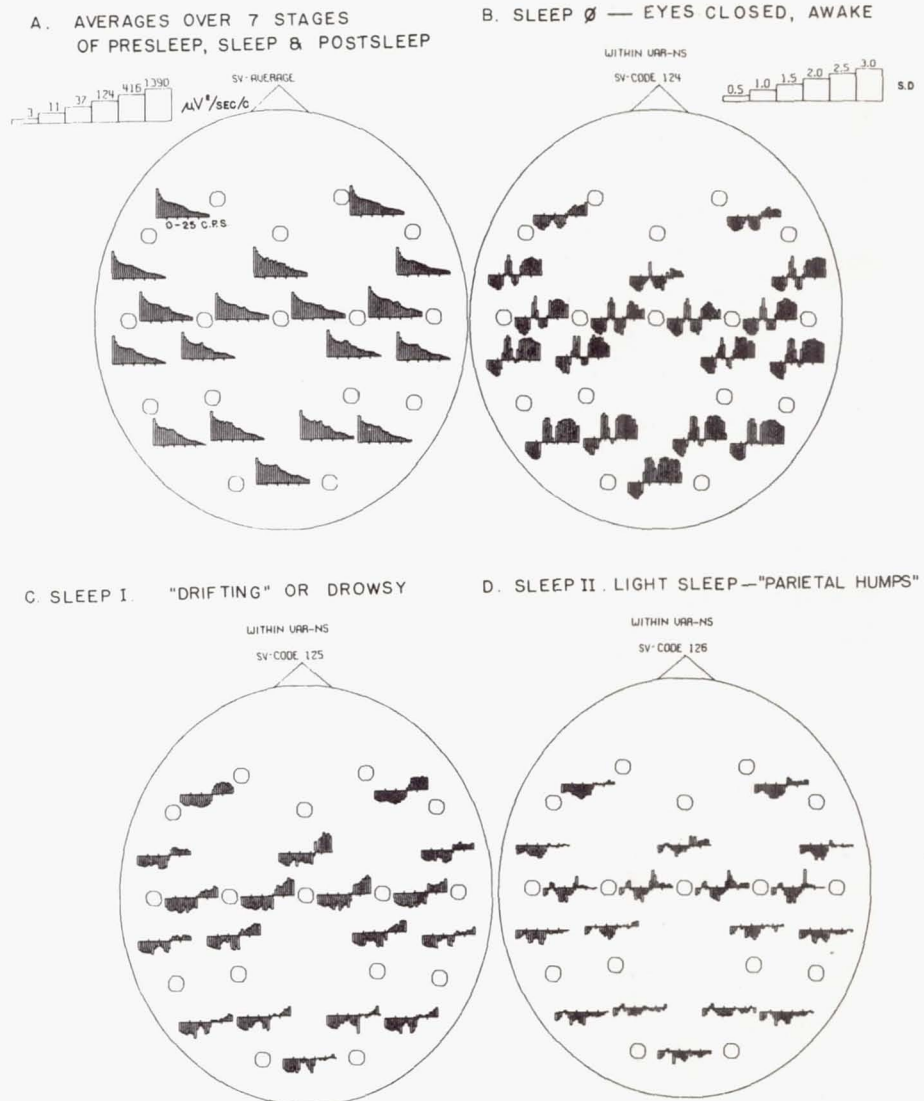 A. AVERAGES OVER 7 STAGES
OF PRESLEEP, SLEEP & POSTSLEEP
3 11 37 124 416 1390
μV²/SEC/C
SV-AVERAGE
0-25 C.P.S.
B. SLEEP Ø — EYES CLOSED, AWAKE
WITHIN VAR-NS
SV-CODE 124
0.5 1.0 1.5 2.0 2.5 3.0
S.D
C. SLEEP I. "DRIFTING" OR DROWSY
WITHIN VAR-NS
SV-CODE 125
D. SLEEP II. LIGHT SLEEP—"PARIETAL HUMPS"
WITHIN VAR-NS
SV-CODE 126